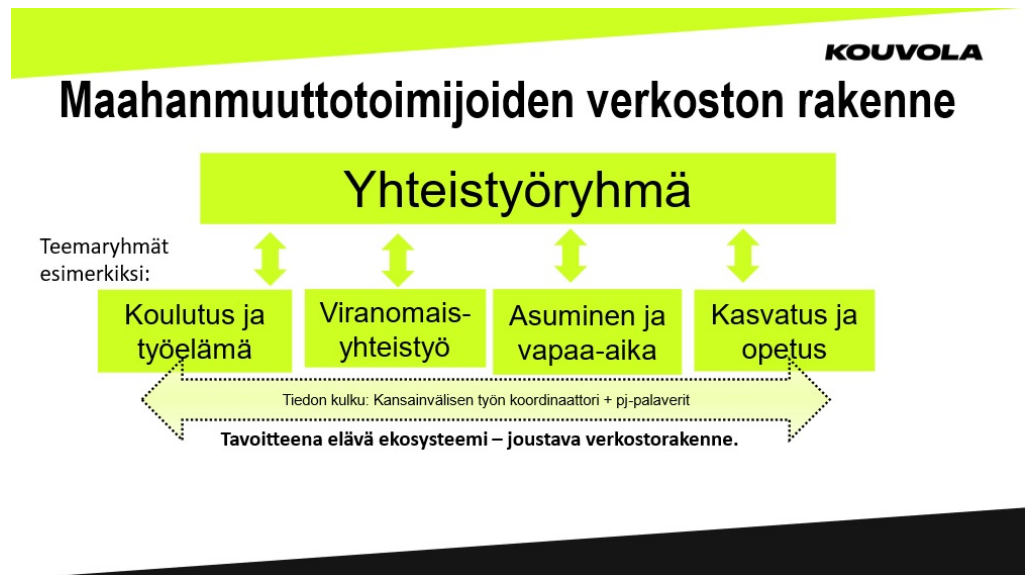 KOUVOLA
Maahanmuuttotoimijoiden verkoston rakenne
Yhteistyöryhmä
Teemaryhmät
esimerkiksi:
Koulutus ja
työelämä
Viranomais-
yhteistyö
Asuminen ja
vapaa-aika
Kasvatus ja
opetus
Tiedon kulku: Kansainvälisen työn koordinaattori + pj-palaverit
Tavoitteena elävä ekosysteemi – joustava verkostorakenne.